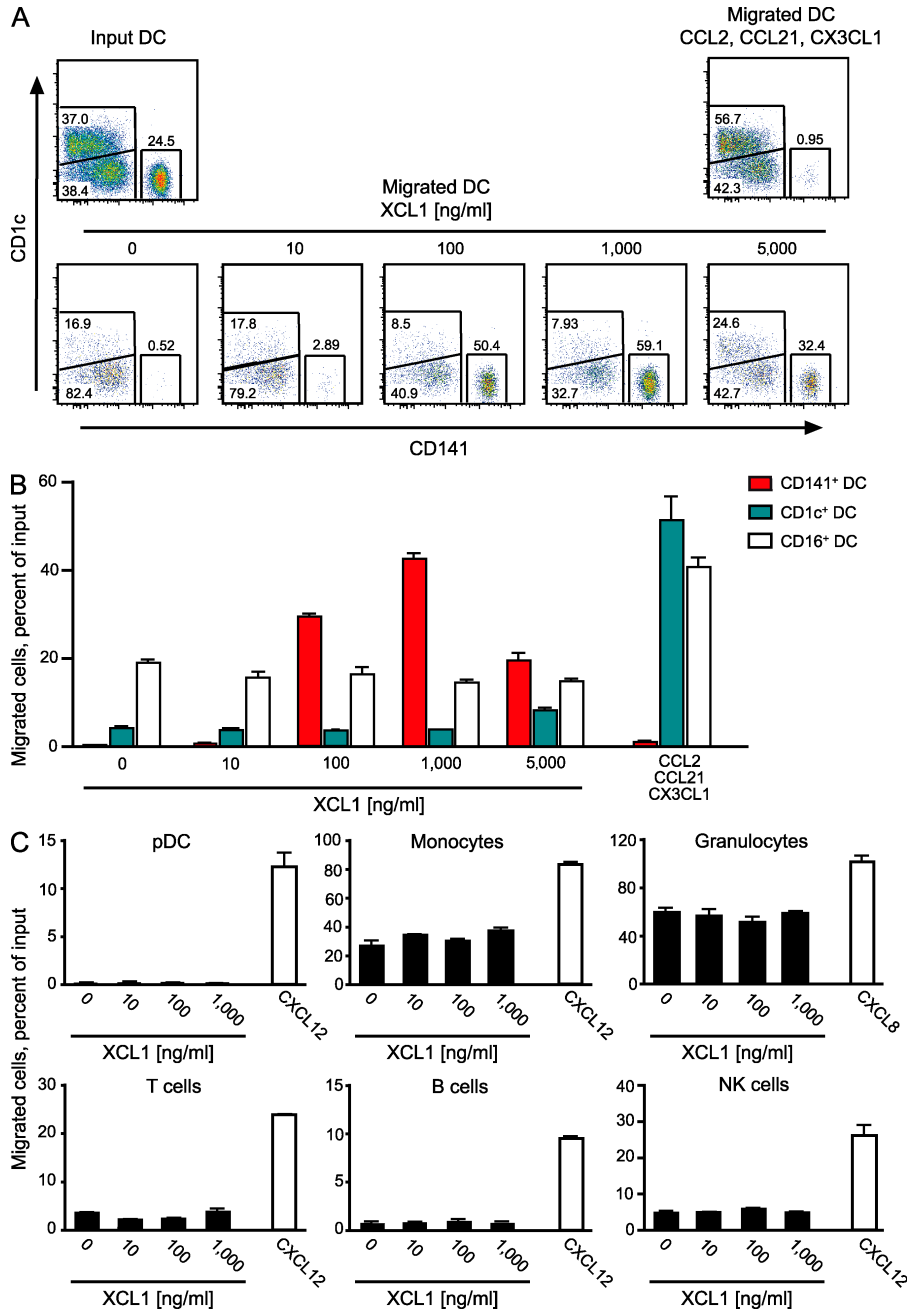 A
Input DC
Migrated DC
CCL2, CCL21, CX3CL1
CD1c
37.0
24.5
38.4
56.7
0.95
42.3
Migrated DC
XCL1 [ng/ml]
0
10
100
1,000
5,000
16.9
0.52
82.4
17.8
2.89
79.2
8.5
50.4
40.9
7.93
59.1
32.7
24.6
32.4
42.7
CD141
B
Migrated cells, percent of input
60
40
20
0
CD141+ DC
CD1c+ DC
CD16+ DC
0
10
100
1,000
5,000
CCL2
CCL21
CX3CL1
XCL1 [ng/ml]
C
Migrated cells, percent of input
pDC
15
10
5
0
0
10
100
1,000
CXCL12
XCL1 [ng/ml]
Monocytes
100
80
60
40
20
0
0
10
100
1,000
CXCL12
XCL1 [ng/ml]
Granulocytes
120
80
40
0
0
10
100
1,000
CXCL8
XCL1 [ng/ml]
T cells
30
20
10
0
0
10
100
1,000
CXCL12
XCL1 [ng/ml]
B cells
15
10
5
0
0
10
100
1,000
CXCL12
XCL1 [ng/ml]
NK cells
40
30
20
10
0
0
10
100
1,000
CXCL12
XCL1 [ng/ml]